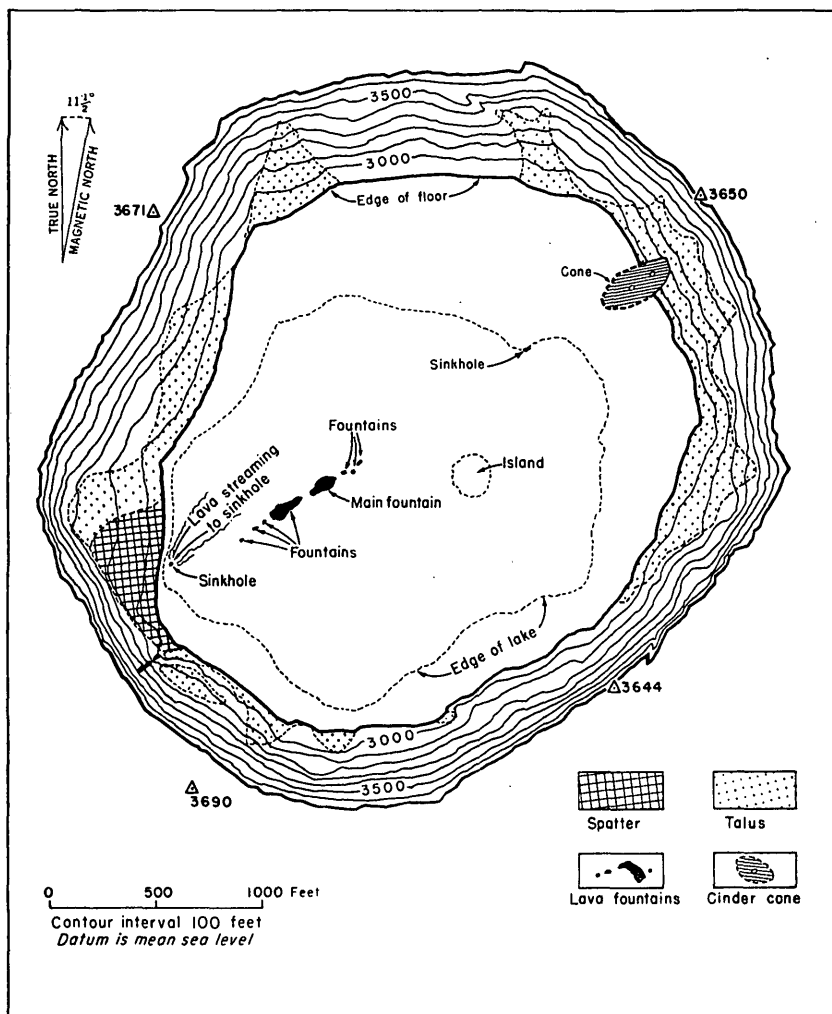 11½°
TRUE NORTH
MAGNETIC NORTH
3500
3000
Edge of floor
3671
3650
Cone
Sinkhole
Fountains
Island
Lava streaming
to sinkhole
Main fountain
Fountains
Sinkhole
Edge of lake
3644
3000
3500
3690
Spatter
Talus
Lava fountains
Cinder cone
0 500 1000 Feet
Contour interval 100 feet
Datum is mean sea level